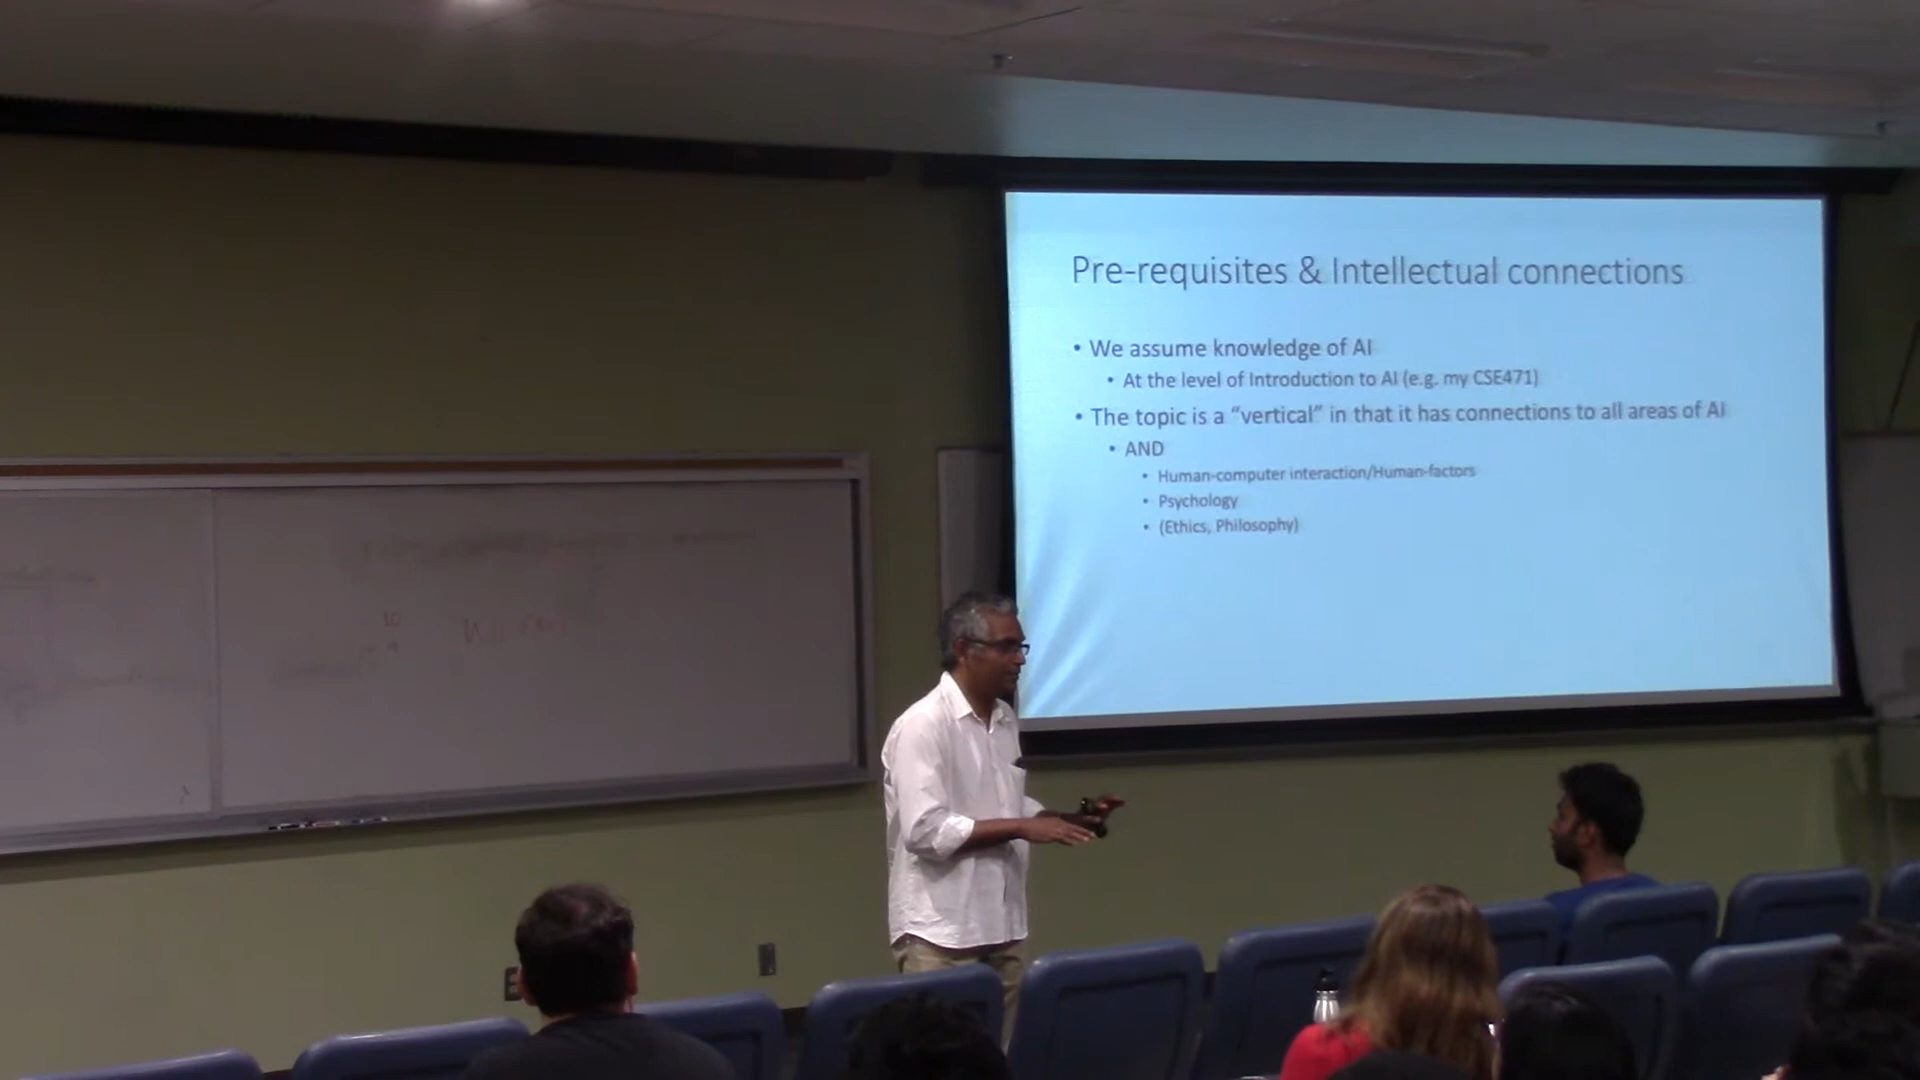 Pre-requisites & Intellectual connections
• We assume knowledge of AI
• At the level of Introduction to AI (e.g. my CSE471)
• The topic is a “vertical” in that it has connections to all areas of AI
• AND
• Human-computer interaction/Human-factors
• Psychology
• (Ethics, Philosophy)
10
9